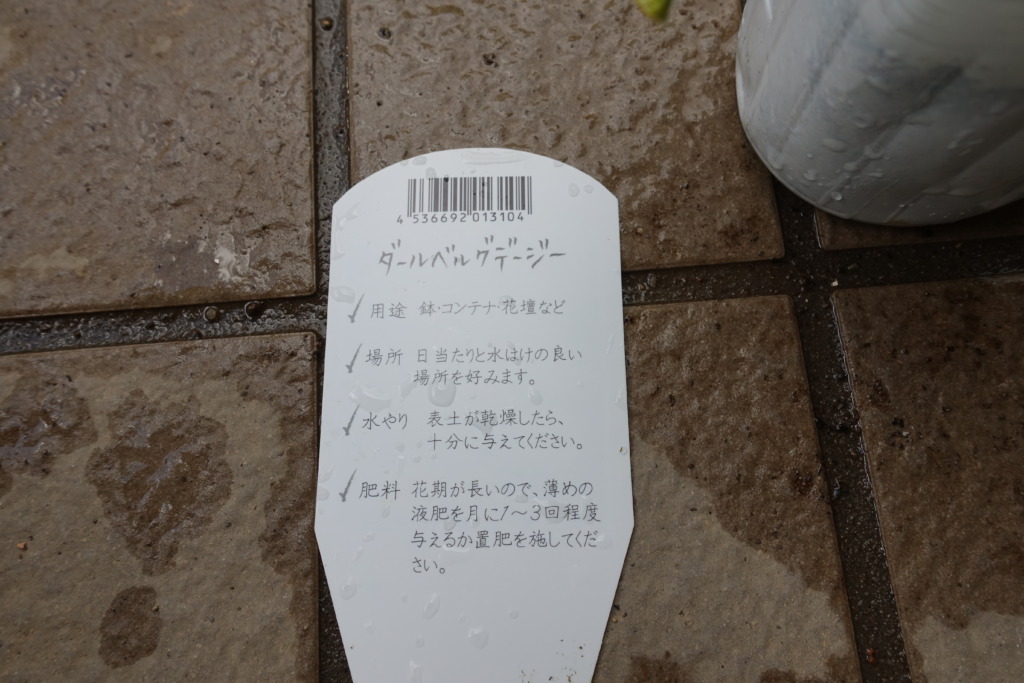 4 536692 013104
ダールベルグデージー
用途 鉢・コンテナ・花壇など
場所 日当たりと水はけの良い
場所を好みます。
水やり 表土が乾燥したら、
十分に与えてください。
肥料 花期が長いので、薄めの
液肥を月に1～3回程度
与えるか置肥を施してくだ
さい。